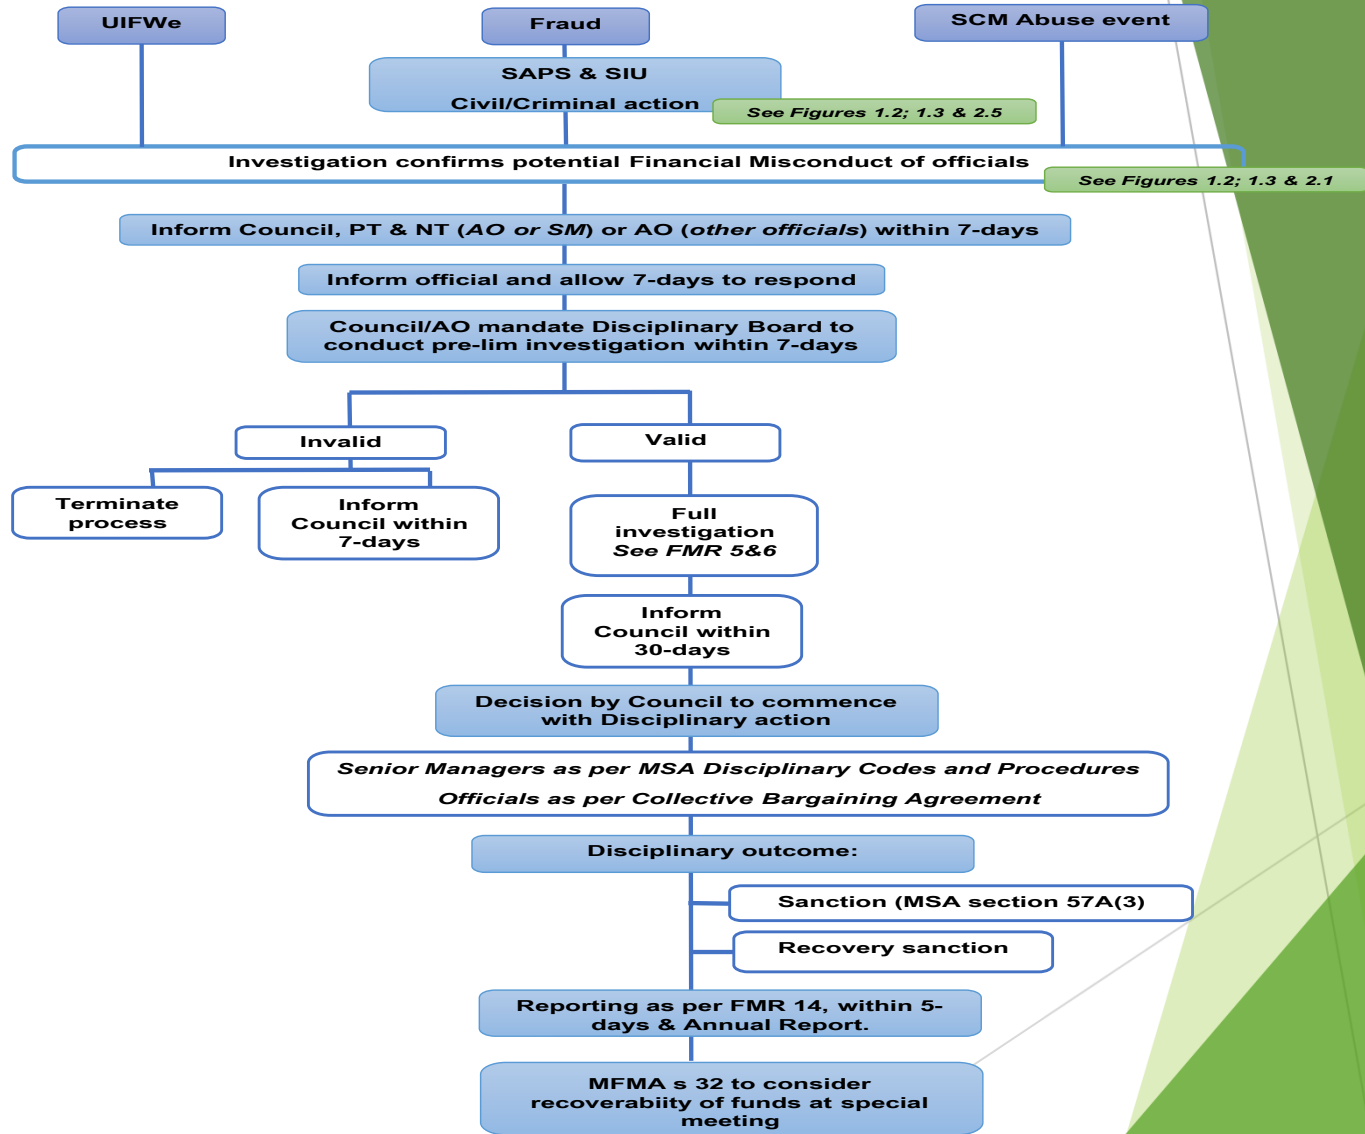 UIFWe
Fraud
SCM Abuse event
SAPS & SIU
Civil/Criminal action
See Figures 1.2; 1.3 & 2.5
Investigation confirms potential Financial Misconduct of officials
See Figures 1.2; 1.3 & 2.1
Inform Council, PT & NT (AO or SM) or AO (other officials) within 7-days
Inform official and allow 7-days to respond
Council/AO mandate Disciplinary Board to
conduct pre-lim investigation wihtin 7-days
Invalid
Valid
Terminate
process
Inform
Council within
7-days
Full
investigation
See FMR 5&6
Inform
Council within
30-days
Decision by Council to commence
with Disciplinary action
Senior Managers as per MSA Disciplinary Codes and Procedures
Officials as per Collective Bargaining Agreement
Disciplinary outcome:
Sanction (MSA section 57A(3)
Recovery sanction
Reporting as per FMR 14, within 5-
days & Annual Report.
MFMA s 32 to consider
recoverabiity of funds at special
meeting